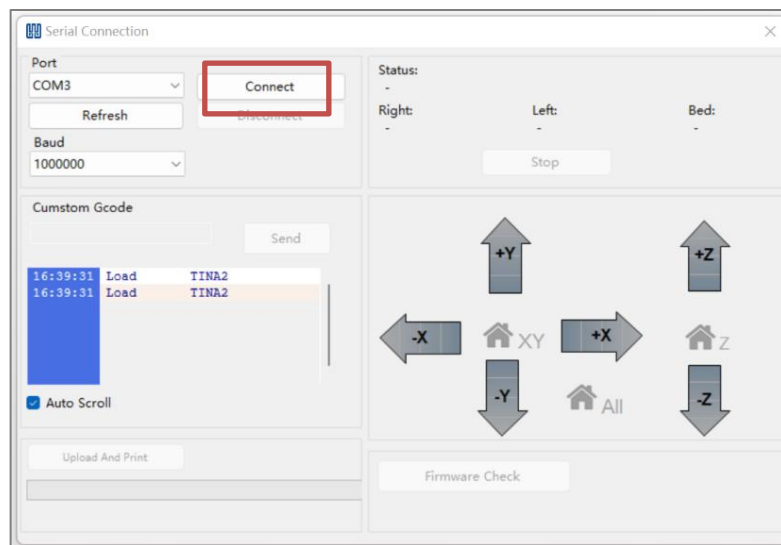 Serial Connection
Port
COM3
Connect
Refresh
Disconnect
Baud
1000000
Status:
-
Right:
Left:
Bed:
-
-
-
Stop
Cumstom Gcode
Send
16:39:31 Load TINA2
16:39:31 Load TINA2
Auto Scroll
+Y
+Z
-X
XY
+X
Z
-Y
All
-Z
Upload And Print
Firmware Check